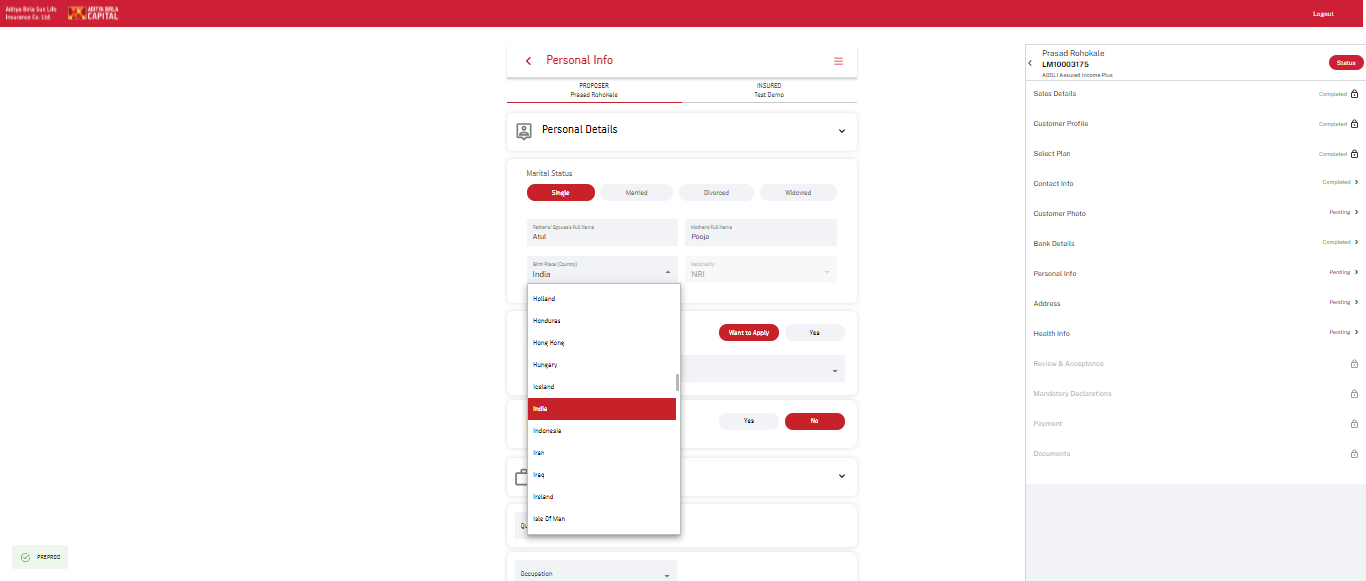 Aditya Birla Sun Life
Insurance Co. Ltd.
ADITYA BIRLA
CAPITAL
Logout
Personal Info
PROPOSER
Prasad Rohokale
INSURED
Test Demo
Personal Details
Marital Status
Single
Married
Divorced
Widowed
Father's/ Spouse's Full Name
Atul
Mother's Full Name
Pooja
Birth Place (Country)
India
Nationality
NRI
Holland
Honduras
Hong Kong
Hungary
Iceland
India
Indonesia
Iran
Iraq
Ireland
Isle Of Man
Want to Apply
Yes
Yes
No
Qu
Occupation
PREPROD
Prasad Rohokale
LM10003175
ABSLI Assured Income Plus
Status
Sales Details
Completed
Customer Profile
Completed
Select Plan
Completed
Contact Info
Completed
Customer Photo
Pending
Bank Details
Completed
Personal Info
Pending
Address
Pending
Health Info
Pending
Review & Acceptance
Mandatory Declarations
Payment
Documents